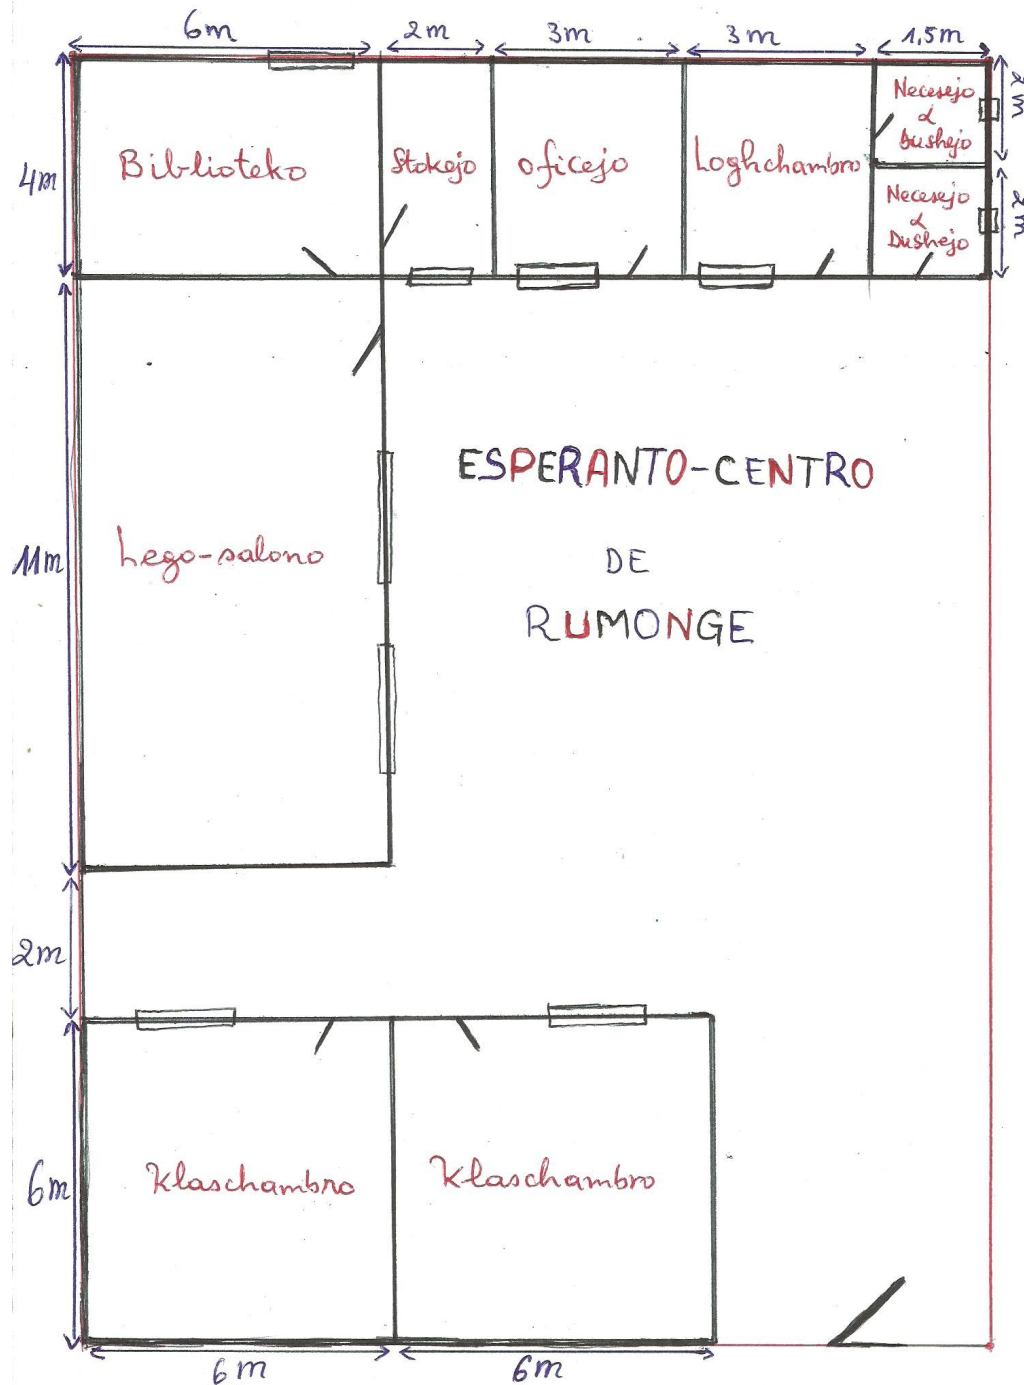 6m
2m
3m
3m
1,5m
4m
Biblioteko
Stokejo
oficejo
Loghchambro
Necesejo
&
Dushejo
2m
Necesejo
&
Dushejo
2m
11m
Lego-salono
ESPERANTO-CENTRO
DE
RUMONGE
2m
6m
Klaschambro
Klaschambro
6m
6m